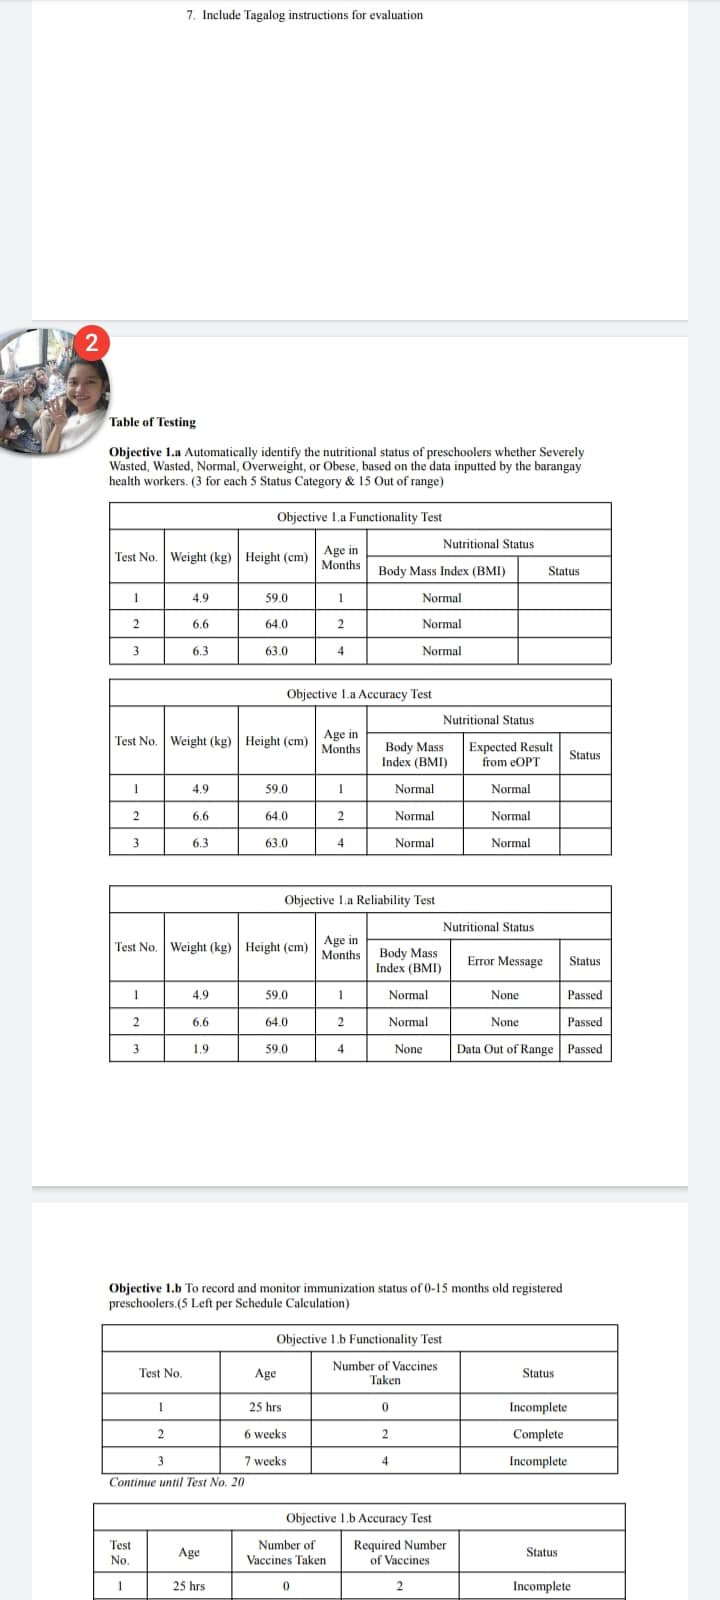 7. Include Tagalog instructions for evaluation
2
Table of Testing
Objective 1.a Automatically identify the nutritional status of preschoolers whether Severely
Wasted, Wasted, Normal, Overweight, or Obese, based on the data inputted by the barangay
health workers. (3 for each 5 Status Category & 15 Out of range)
Objective 1.a Functionality Test
Test No. Weight (kg) Height (cm) Age in Months Nutritional Status
Body Mass Index (BMI) Status
1 4.9 59.0 1 Normal
2 6.6 64.0 2 Normal
3 6.3 63.0 4 Normal
Objective 1.a Accuracy Test
Test No. Weight (kg) Height (cm) Age in Months Nutritional Status
Body Mass Index (BMI) Expected Result from eOPT Status
1 4.9 59.0 1 Normal Normal
2 6.6 64.0 2 Normal Normal
3 6.3 63.0 4 Normal Normal
Objective 1.a Reliability Test
Test No. Weight (kg) Height (cm) Age in Months Nutritional Status
Body Mass Index (BMI) Error Message Status
1 4.9 59.0 1 Normal None Passed
2 6.6 64.0 2 Normal None Passed
3 1.9 59.0 4 None Data Out of Range Passed
Objective 1.b To record and monitor immunization status of 0-15 months old registered
preschoolers.(5 Left per Schedule Calculation)
Objective 1.b Functionality Test
Test No. Age Number of Vaccines Taken Status
1 25 hrs 0 Incomplete
2 6 weeks 2 Complete
3 7 weeks 4 Incomplete
Continue until Test No. 20
Objective 1.b Accuracy Test
Test No. Age Number of Vaccines Taken Required Number of Vaccines Status
1 25 hrs 0 2 Incomplete